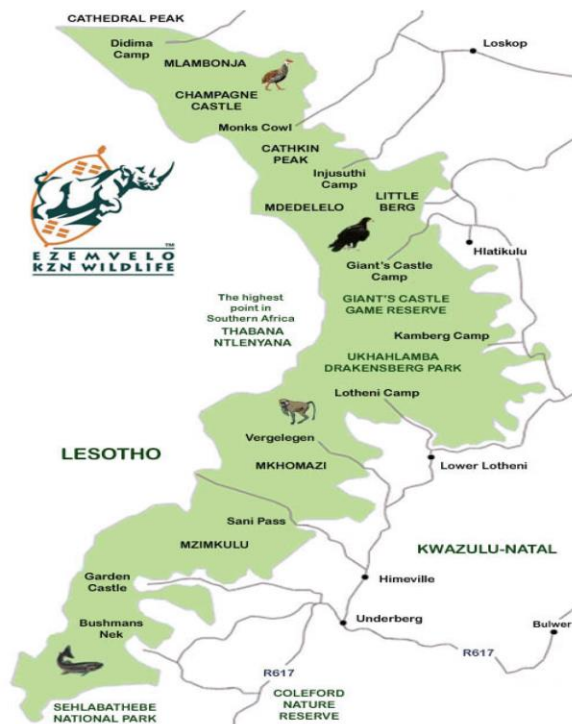 CATHEDRAL PEAK
Didima
Camp
Loskop
MLAMBONJA
CHAMPAGNE
CASTLE
Monks Cowl
CATHKIN
PEAK
Injusuthi
Camp
MDEDELELO
LITTLE
BERG
EZEMVELO
KZN WILDLIFE
TM
Hlatikulu
Giant's Castle
Camp
The highest
point in
Southern Africa
THABANA
NTLENYANA
GIANT'S CASTLE
GAME RESERVE
Kamberg Camp
UKHAHLAMBA
DRAKENSBERG PARK
Lotheni Camp
Vergelegen
LESOTHO
MKHOMAZI
Lower Lotheni
Sani Pass
MZIMKULU
KWAZULU-NATAL
Garden
Castle
Himeville
Bushmans
Nek
Underberg
Bulwer
R617
R617
SEHLABATHEBE
NATIONAL PARK
COLEFORD
NATURE
RESERVE